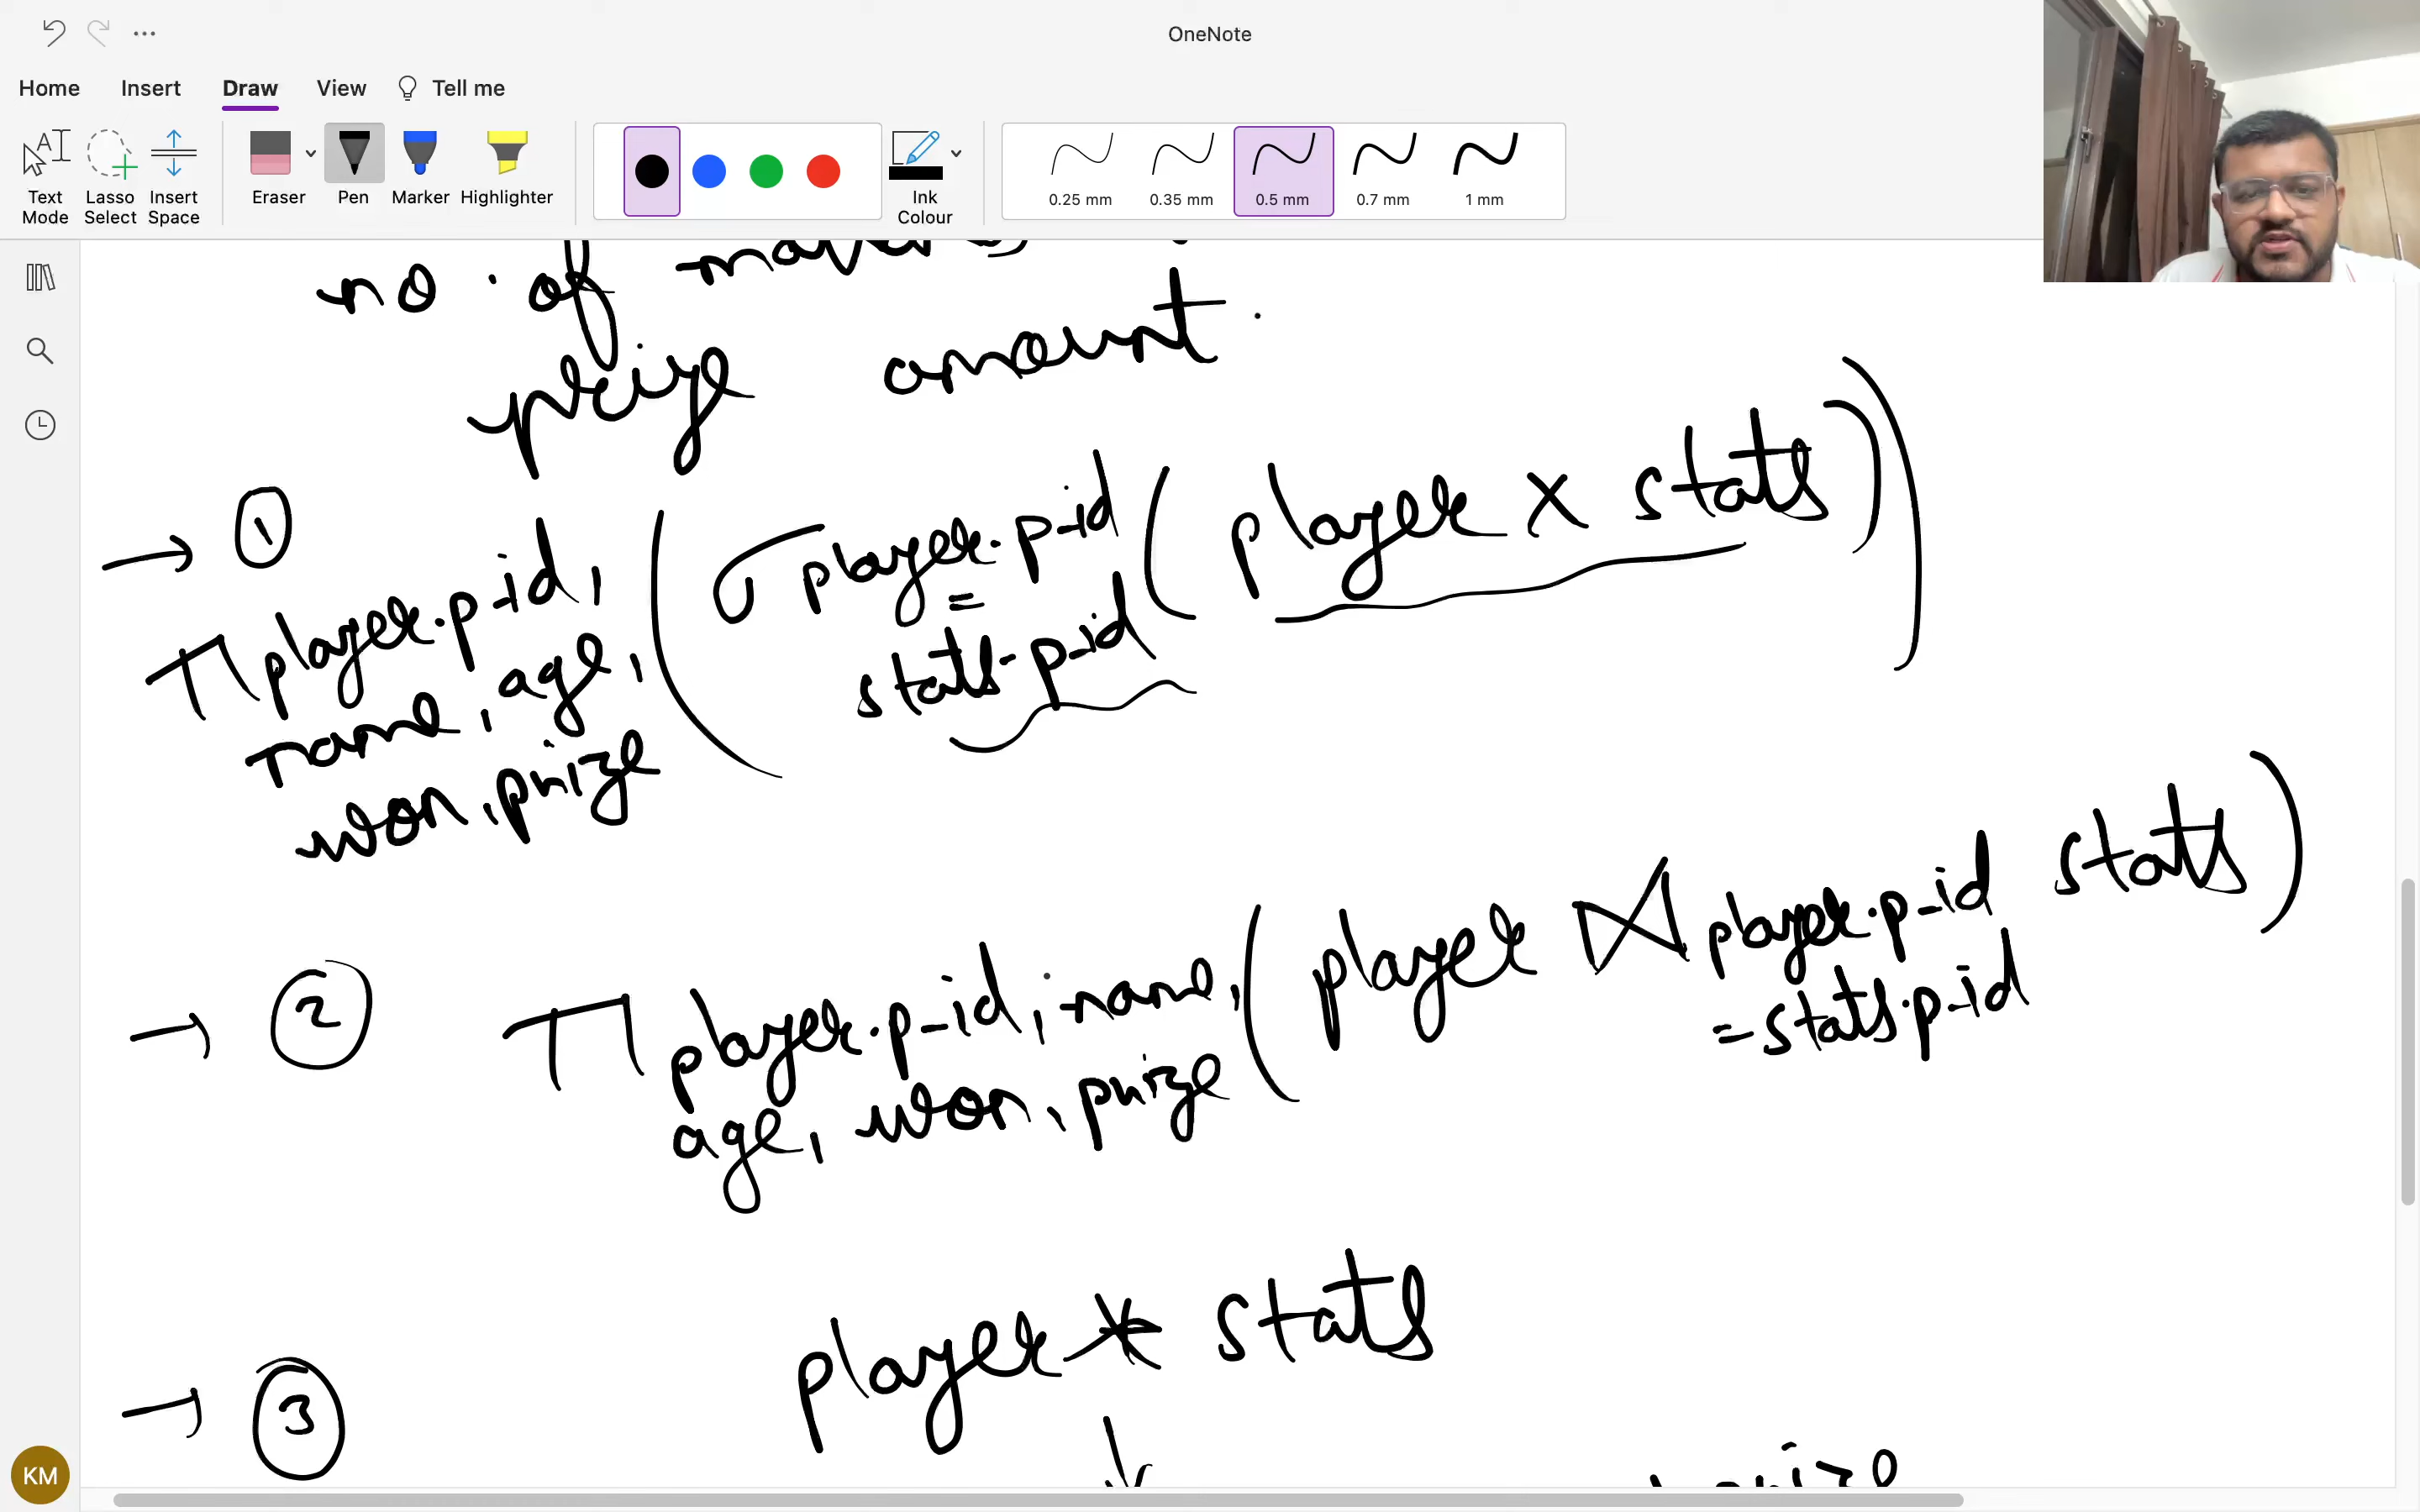 OneNote
Home Insert Draw View Tell me
Text Mode Lasso Select Insert Space Eraser Pen Marker Highlighter Ink Colour 0.25 mm 0.35 mm 0.5 mm 0.7 mm 1 mm
no. of
prize amount.
→ ①
π player.p-id, name, age, won, prize ( σ player.p-id = stats.p-id ( player × stats ) )
→ ② π player.p-id, name, age, won, prize ( player ⋈ player.p-id = stats.p-id stats )
→ ③ player * stats
prize
KM